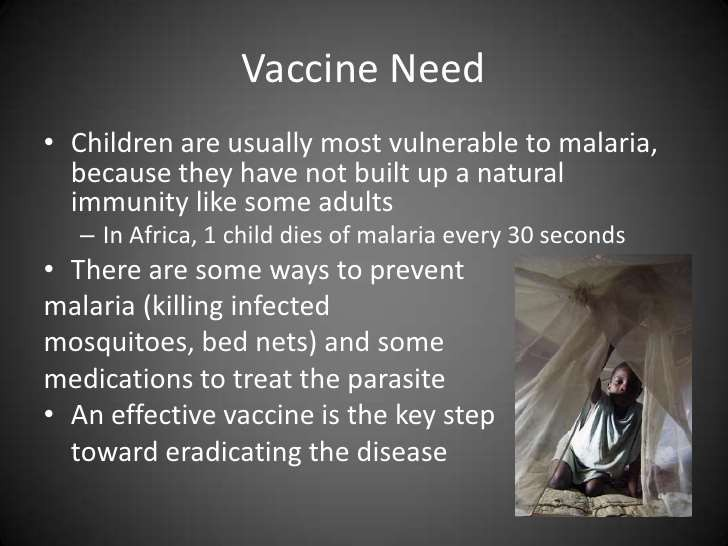 Vaccine Need
• Children are usually most vulnerable to malaria,
because they have not built up a natural
immunity like some adults
– In Africa, 1 child dies of malaria every 30 seconds
• There are some ways to prevent
malaria (killing infected
mosquitoes, bed nets) and some
medications to treat the parasite
• An effective vaccine is the key step
toward eradicating the disease